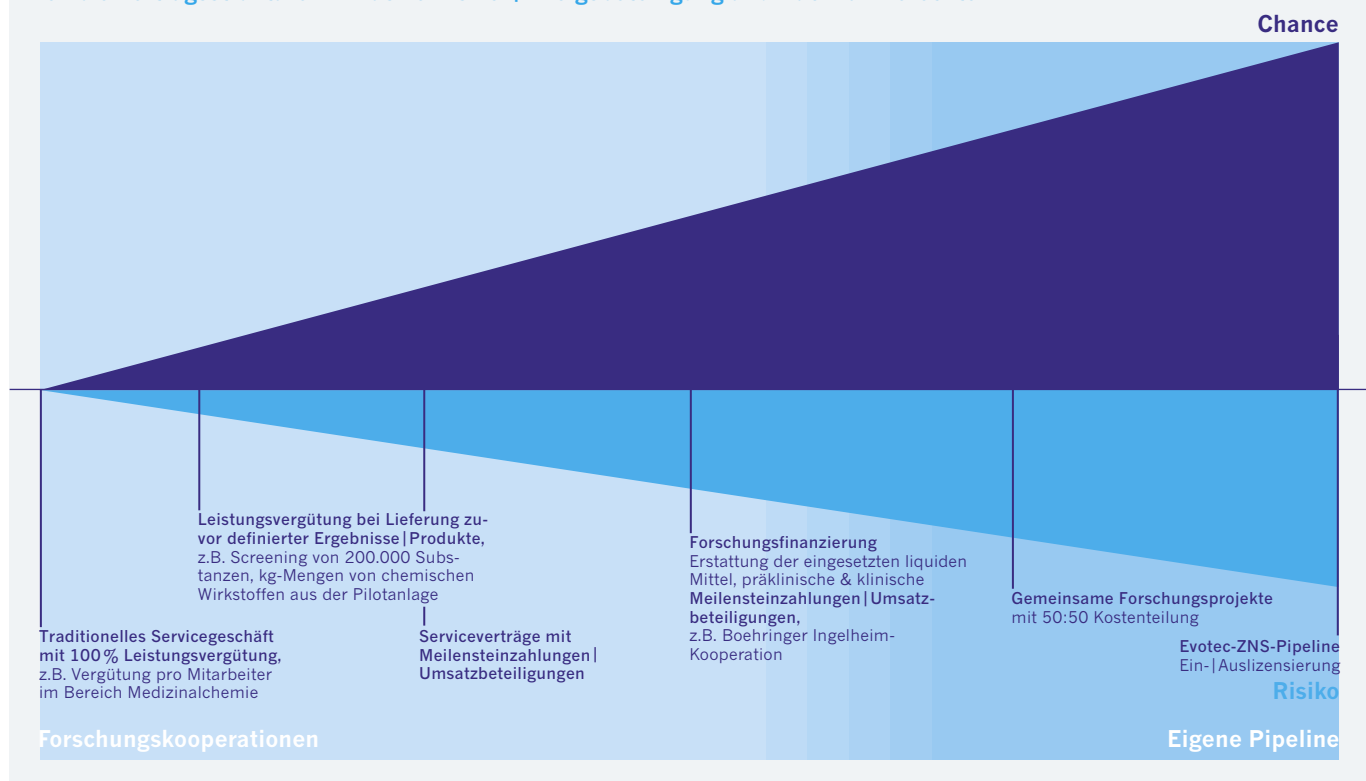 Chance
Leistungsvergütung bei Lieferung zu-
vor definierter Ergebnisse|Produkte,
z.B. Screening von 200.000 Subs-
tanzen, kg-Mengen von chemischen
Wirkstoffen aus der Pilotanlage
Traditionelles Servicegeschäft
mit 100% Leistungsvergütung,
z.B. Vergütung pro Mitarbeiter
im Bereich Medizinalchemie
Serviceverträge mit
Meilensteinzahlungen|
Umsatzbeteiligungen
Forschungsfinanzierung
Erstattung der eingesetzten liquiden
Mittel, präklinische & klinische
Meilensteinzahlungen|Umsatz-
beteiligungen,
z.B. Boehringer Ingelheim-
Kooperation
Gemeinsame Forschungsprojekte
mit 50:50 Kostenteilung
Evotec-ZNS-Pipeline
Ein-|Auslizensierung
Risiko
Forschungskooperationen
Eigene Pipeline